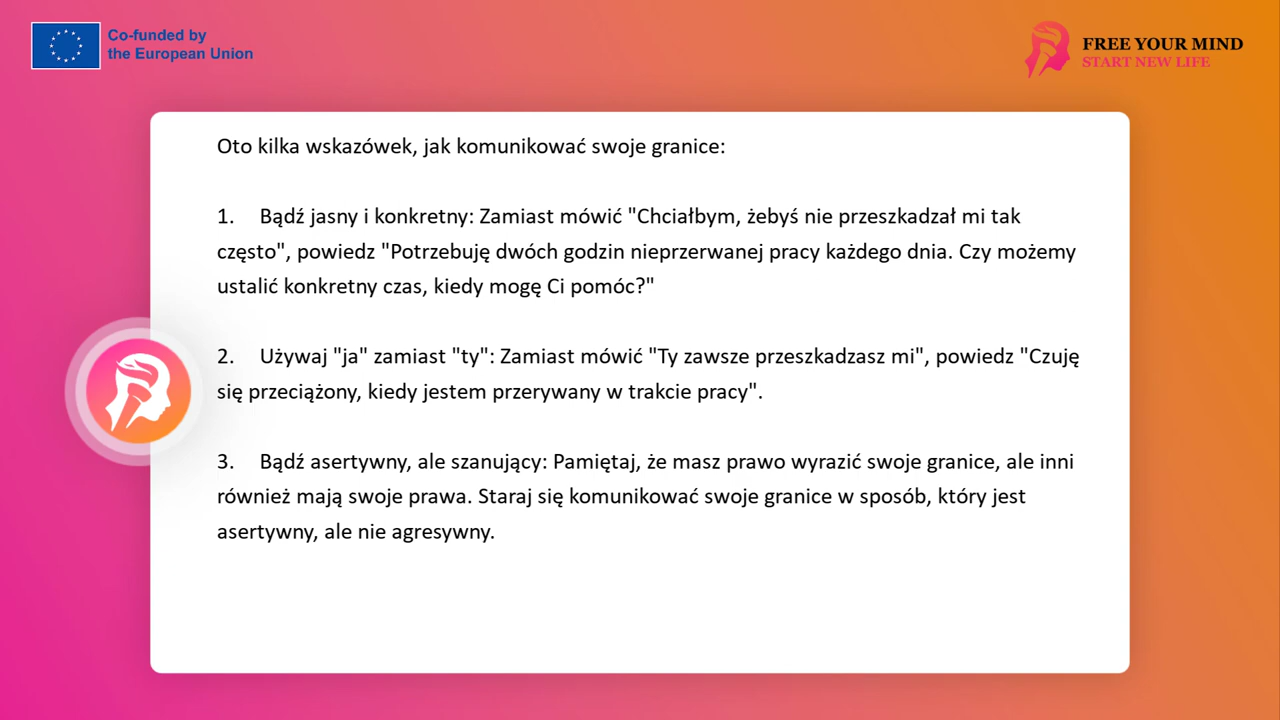 Co-funded by
the European Union
FREE YOUR MIND
START NEW LIFE
Oto kilka wskazówek, jak komunikować swoje granice:
1. Bądź jasny i konkretny: Zamiast mówić "Chciałbym, żebyś nie przeszkadzał mi tak
często", powiedz "Potrzebuję dwóch godzin nieprzerwanej pracy każdego dnia. Czy możemy
ustalić konkretny czas, kiedy mogę Ci pomóc?"
2. Używaj "ja" zamiast "ty": Zamiast mówić "Ty zawsze przeszkadzasz mi", powiedz "Czuję
się przeciążony, kiedy jestem przerywany w trakcie pracy".
3. Bądź asertywny, ale szanujący: Pamiętaj, że masz prawo wyrazić swoje granice, ale inni
również mają swoje prawa. Staraj się komunikować swoje granice w sposób, który jest
asertywny, ale nie agresywny.